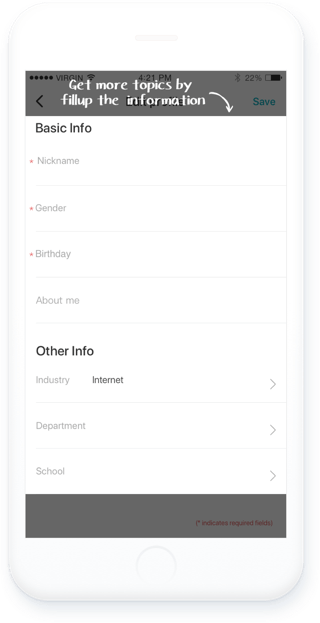 VIRGIN 4:21 PM 22%
Get more topics by
fillup the information
Save
Basic Info
* Nickname
* Gender
* Birthday
About me
Other Info
Industry Internet
Department
School
(* indicates required fields)